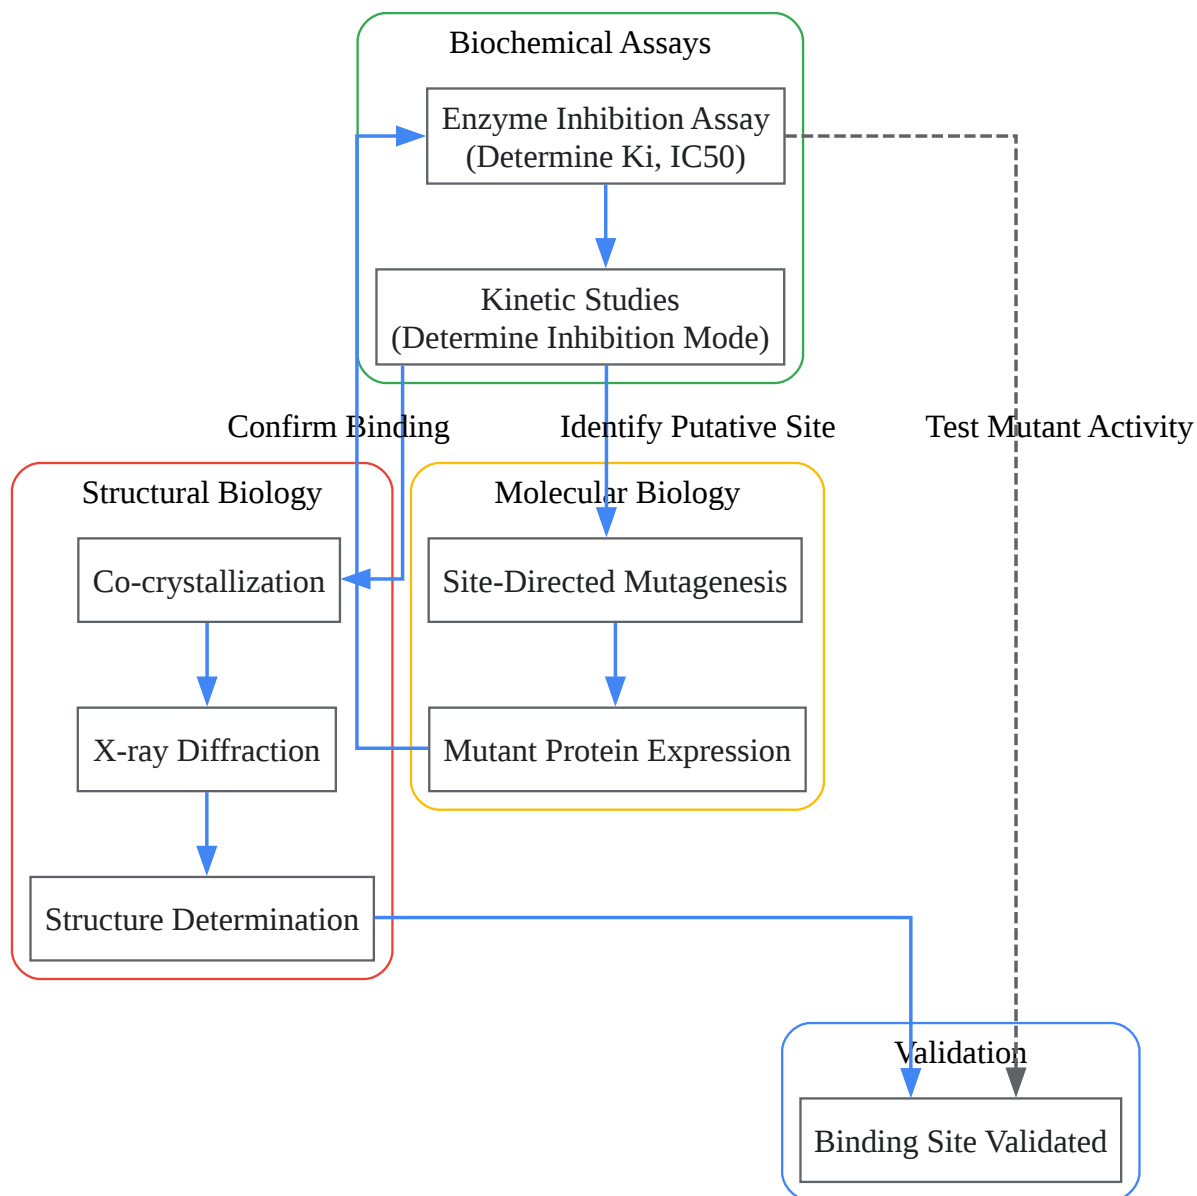 Biochemical Assays
Enzyme Inhibition Assay
(Determine Ki, IC50)
Kinetic Studies
(Determine Inhibition Mode)
Confirm Binding
Identify Putative Site
Test Mutant Activity
Structural Biology
Molecular Biology
Co-crystallization
Site-Directed Mutagenesis
X-ray Diffraction
Mutant Protein Expression
Structure Determination
Validation
Binding Site Validated